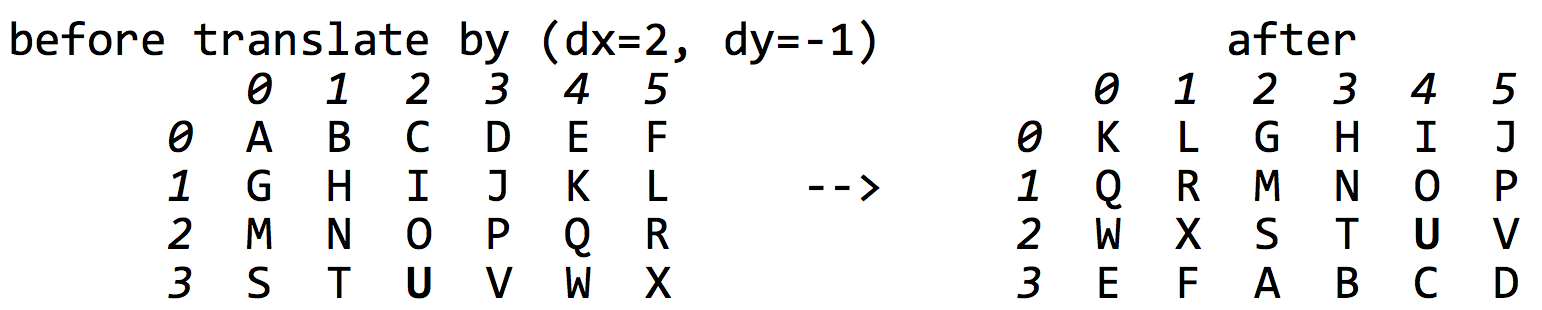 before translate by (dx=2, dy=-1) after
0 1 2 3 4 5 0 1 2 3 4 5
0 A B C D E F 0 K L G H I J
1 G H I J K L --> 1 Q R M N O P
2 M N O P Q R 2 W X S T U V
3 S T U V W X 3 E F A B C D